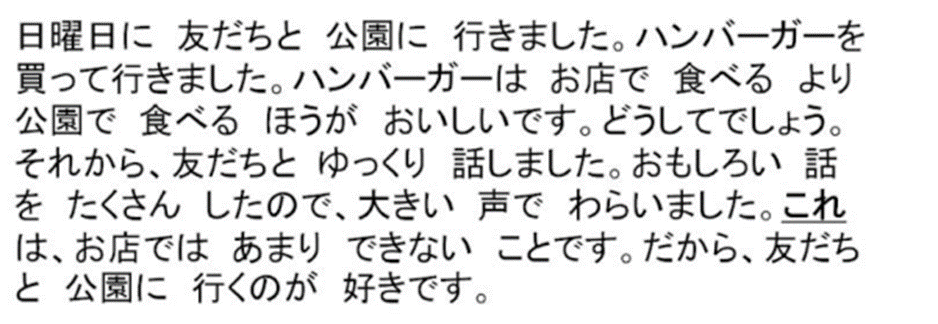 日曜日に 友だちと 公園に 行きました。ハンバーガーを
買って行きました。ハンバーガーは お店で 食べる より
公園で 食べる ほうが おいしいです。どうしてでしょう。
それから、友だちと ゆっくり 話しました。おもしろい 話
を たくさん したので、大きい 声で わらいました。これ
は、お店では あまり できない ことです。だから、友だち
と 公園に 行くのが 好きです。